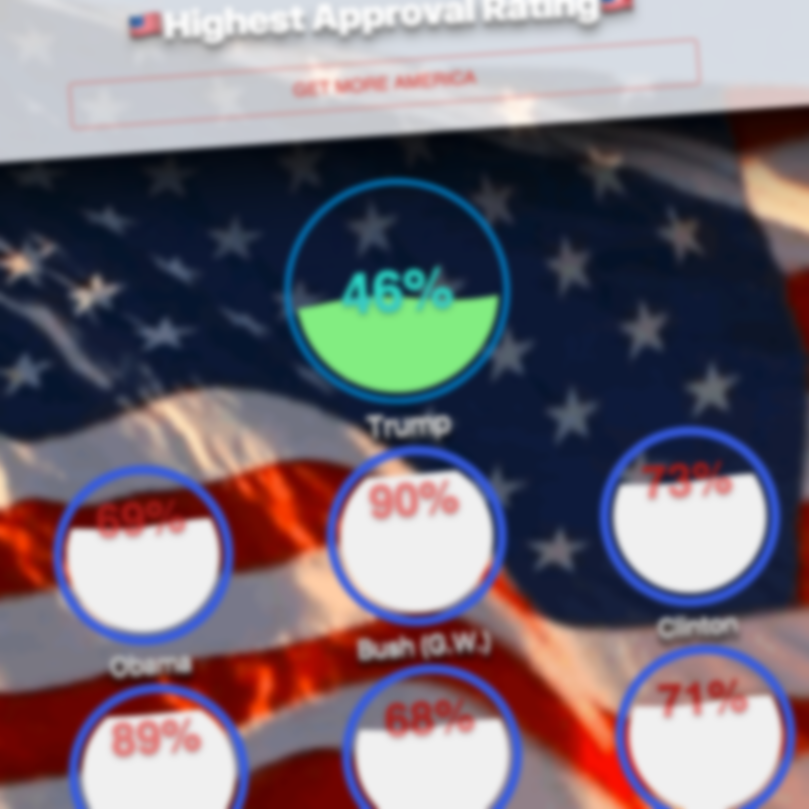 🇺🇸Highest Approval Rating🇺🇸
GET MORE AMERICA
46%
Trump
69%
90%
73%
Obama
Bush (G.W.)
Clinton
89%
68%
71%